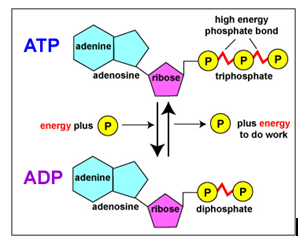 high energy
phosphate bond
ATP
adenine
P P P
adenosine
ribose
triphosphate
energy plus P
P plus energy
to do work
ADP
adenine
P P
adenosine
ribose
diphosphate